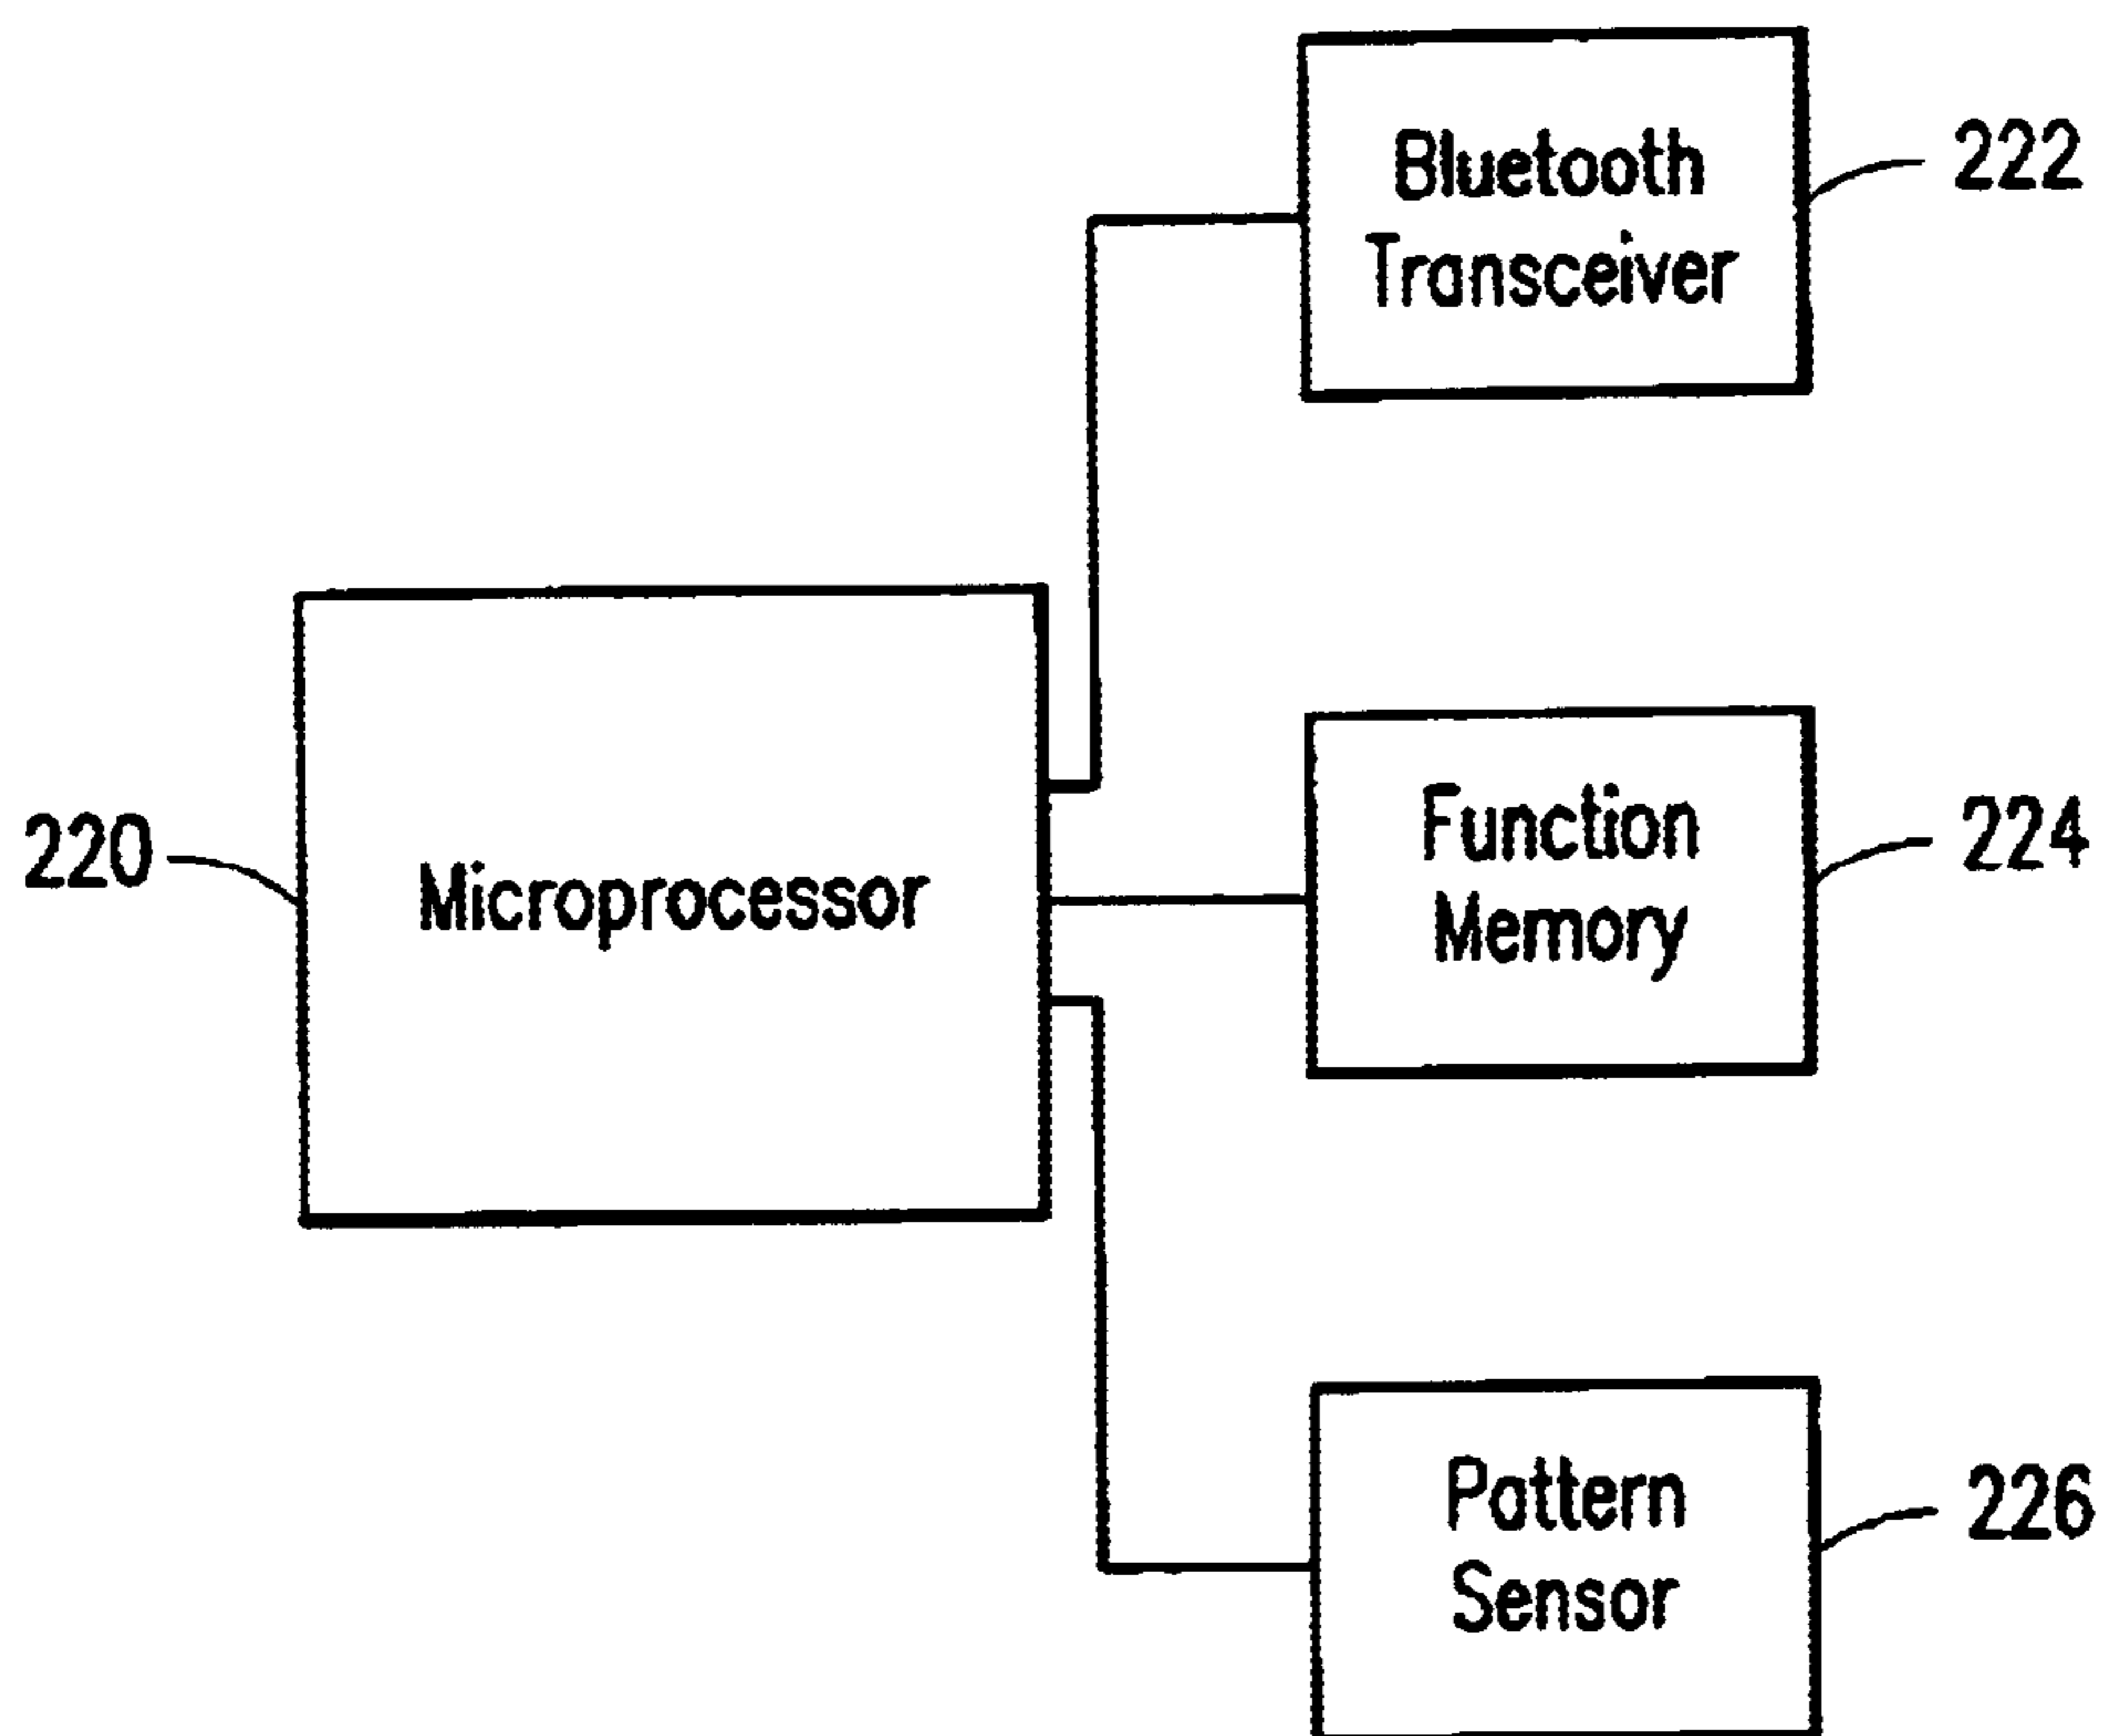 Bluetooth
Transceiver
222
220
Microprocessor
Function
Memory
224
Pattern
Sensor
226